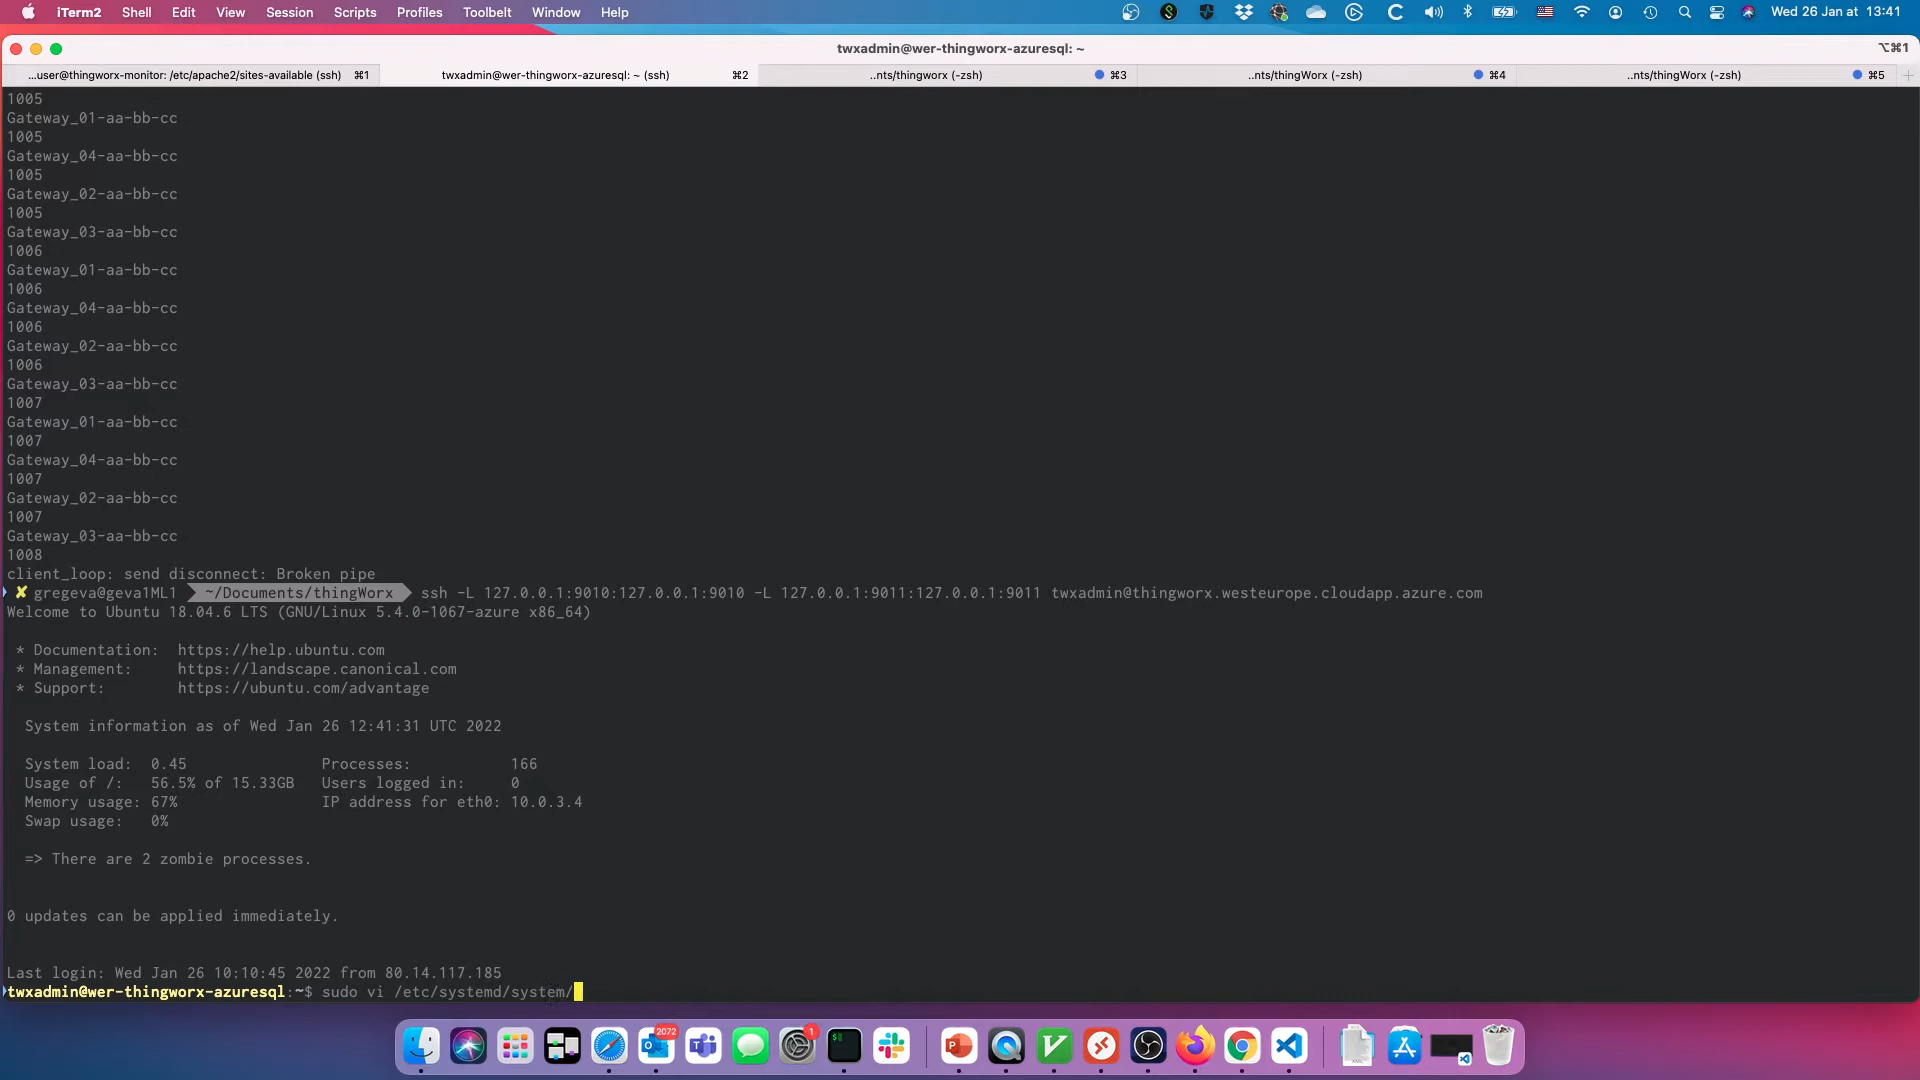 iTerm2 Shell Edit View Session Scripts Profiles Toolbelt Window Help Wed 26 Jan at 13:41
twxadmin@wer-thingworx-azuresql: ~ ⌥⌘1
...user@thingworx-monitor: /etc/apache2/sites-available (ssh) ⌘1 twxadmin@wer-thingworx-azuresql: ~ (ssh) ⌘2 ..nts/thingworx (-zsh) ⌘3 ..nts/thingWorx (-zsh) ⌘4 ..nts/thingWorx (-zsh) ⌘5
1005
Gateway_01-aa-bb-cc
1005
Gateway_04-aa-bb-cc
1005
Gateway_02-aa-bb-cc
1005
Gateway_03-aa-bb-cc
1006
Gateway_01-aa-bb-cc
1006
Gateway_04-aa-bb-cc
1006
Gateway_02-aa-bb-cc
1006
Gateway_03-aa-bb-cc
1007
Gateway_01-aa-bb-cc
1007
Gateway_04-aa-bb-cc
1007
Gateway_02-aa-bb-cc
1007
Gateway_03-aa-bb-cc
1008
client_loop: send disconnect: Broken pipe
✘ gregeva@geva1ML1 ~/Documents/thingWorx ssh -L 127.0.0.1:9010:127.0.0.1:9010 -L 127.0.0.1:9011:127.0.0.1:9011 twxadmin@thingworx.westeurope.cloudapp.azure.com
Welcome to Ubuntu 18.04.6 LTS (GNU/Linux 5.4.0-1067-azure x86_64)
* Documentation: https://help.ubuntu.com
* Management: https://landscape.canonical.com
* Support: https://ubuntu.com/advantage
System information as of Wed Jan 26 12:41:31 UTC 2022
System load: 0.45 Processes: 166
Usage of /: 56.5% of 15.33GB Users logged in: 0
Memory usage: 67% IP address for eth0: 10.0.3.4
Swap usage: 0%
=> There are 2 zombie processes.
0 updates can be applied immediately.
Last login: Wed Jan 26 10:10:45 2022 from 80.14.117.185
twxadmin@wer-thingworx-azuresql:~$ sudo vi /etc/systemd/system/
2072
1